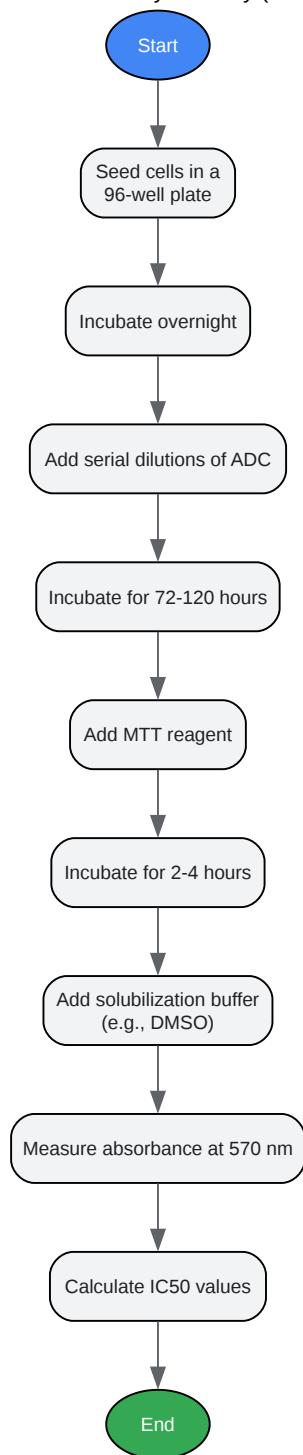 Start
Seed cells in a
96-well plate
Incubate overnight
Add serial dilutions of ADC
Incubate for 72-120 hours
Add MTT reagent
Incubate for 2-4 hours
Add solubilization buffer
(e.g., DMSO)
Measure absorbance at 570 nm
Calculate IC50 values
End